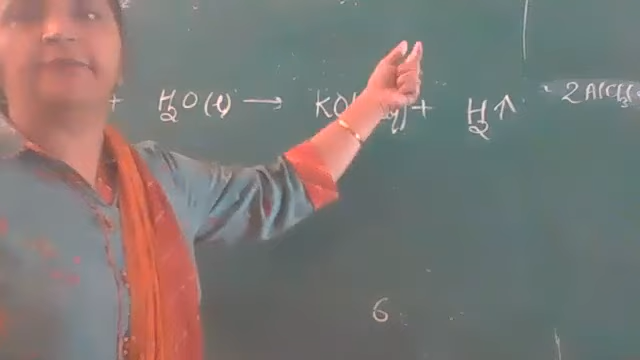 + H2O(l) → KO + H2↑
6